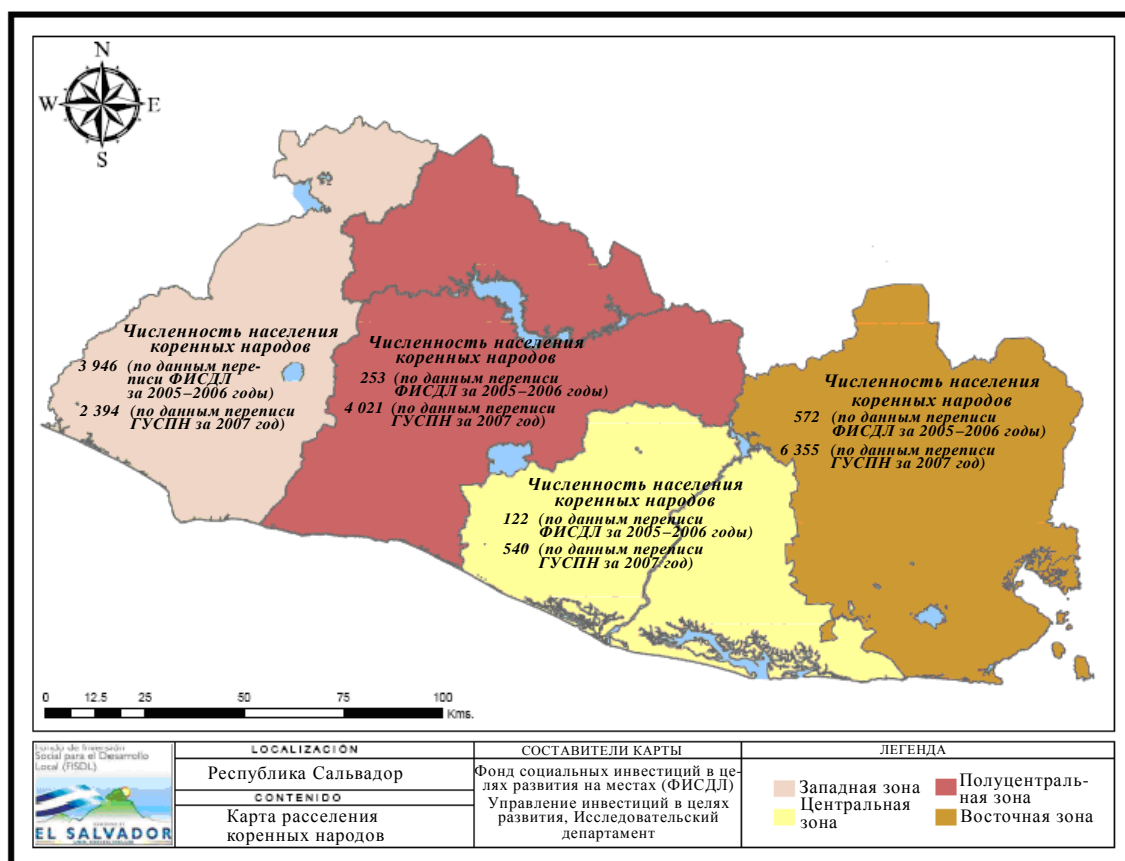 N
W E
S
Численность населения
коренных народов
3 946 (по данным пере-
писи ФИСДЛ
за 2005–2006 годы)
2 394 (по данным переписи
ГУСПН за 2007 год)
Численность населения
коренных народов
253 (по данным переписи
ФИСДЛ за 2005–2006 годы)
4 021 (по данным переписи
ГУСПН за 2007 год)
Численность населения
коренных народов
572 (по данным переписи
ФИСДЛ за 2005–2006 годы)
6 355 (по данным переписи
ГУСПН за 2007 год)
Численность населения
коренных народов
122 (по данным переписи
ФИСДЛ за 2005–2006 годы)
540 (по данным переписи
ГУСПН за 2007 год)
0 12.5 25 50 75 100
Kms.
Fondo de Inversión
Social para el Desarrollo
Local (FISDL)
EL SALVADOR
LOCALIZACIÓN
Республика Сальвадор
CONTENIDO
Карта расселения
коренных народов
СОСТАВИТЕЛИ КАРТЫ
Фонд социальных инвестиций в це-
лях развития на местах (ФИСДЛ)
Управление инвестиций в целях
развития, Исследовательский
департамент
ЛЕГЕНДА
Западная зона
Центральная
зона
Полуцентраль-
ная зона
Восточная зона